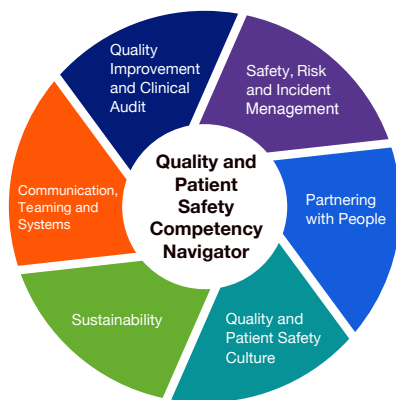 Quality
Improvement
and Clinical
Audit
Safety, Risk
and Incident
Menagement
Partnering
with People
Quality and
Patient Safety
Culture
Sustainability
Communication,
Teaming and
Systems
Quality and
Patient
Safety
Competency
Navigator